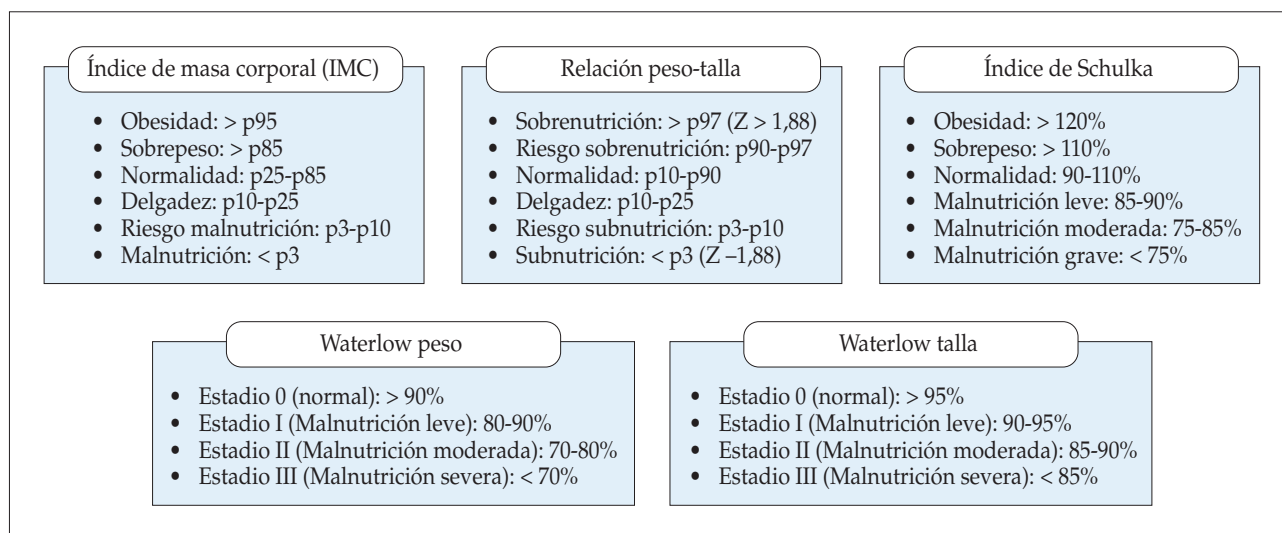 Índice de masa corporal (IMC)
• Obesidad: > p95
• Sobrepeso: > p85
• Normalidad: p25-p85
• Delgadez: p10-p25
• Riesgo malnutrición: p3-p10
• Malnutrición: < p3
Relación peso-talla
• Sobrenutrición: > p97 (Z > 1,88)
• Riesgo sobrenutrición: p90-p97
• Normalidad: p10-p90
• Delgadez: p10-p25
• Riesgo subnutrición: p3-p10
• Subnutrición: < p3 (Z –1,88)
Índice de Schulka
• Obesidad: > 120%
• Sobrepeso: > 110%
• Normalidad: 90-110%
• Malnutrición leve: 85-90%
• Malnutrición moderada: 75-85%
• Malnutrición grave: < 75%
Waterlow peso
• Estadio 0 (normal): > 90%
• Estadio I (Malnutrición leve): 80-90%
• Estadio II (Malnutrición moderada): 70-80%
• Estadio III (Malnutrición severa): < 70%
Waterlow talla
• Estadio 0 (normal): > 95%
• Estadio I (Malnutrición leve): 90-95%
• Estadio II (Malnutrición moderada): 85-90%
• Estadio III (Malnutrición severa): < 85%